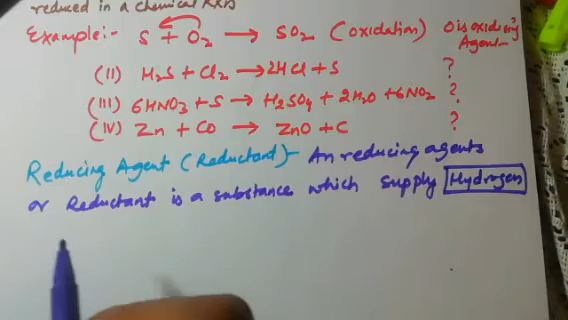 reduced in a chemical RXN
Example:- S + O2 → SO2 (oxidation) O is oxidizing
Agent-
(II) H2S + Cl2 → 2HCl + S ?
(III) 6HNO3 + S → H2SO4 + 2H2O + 6NO2 ?
(IV) Zn + CO → ZnO + C ?
Reducing Agent (Reductant)- An reducing agents
or Reductant is a substance which supply Hydrogen